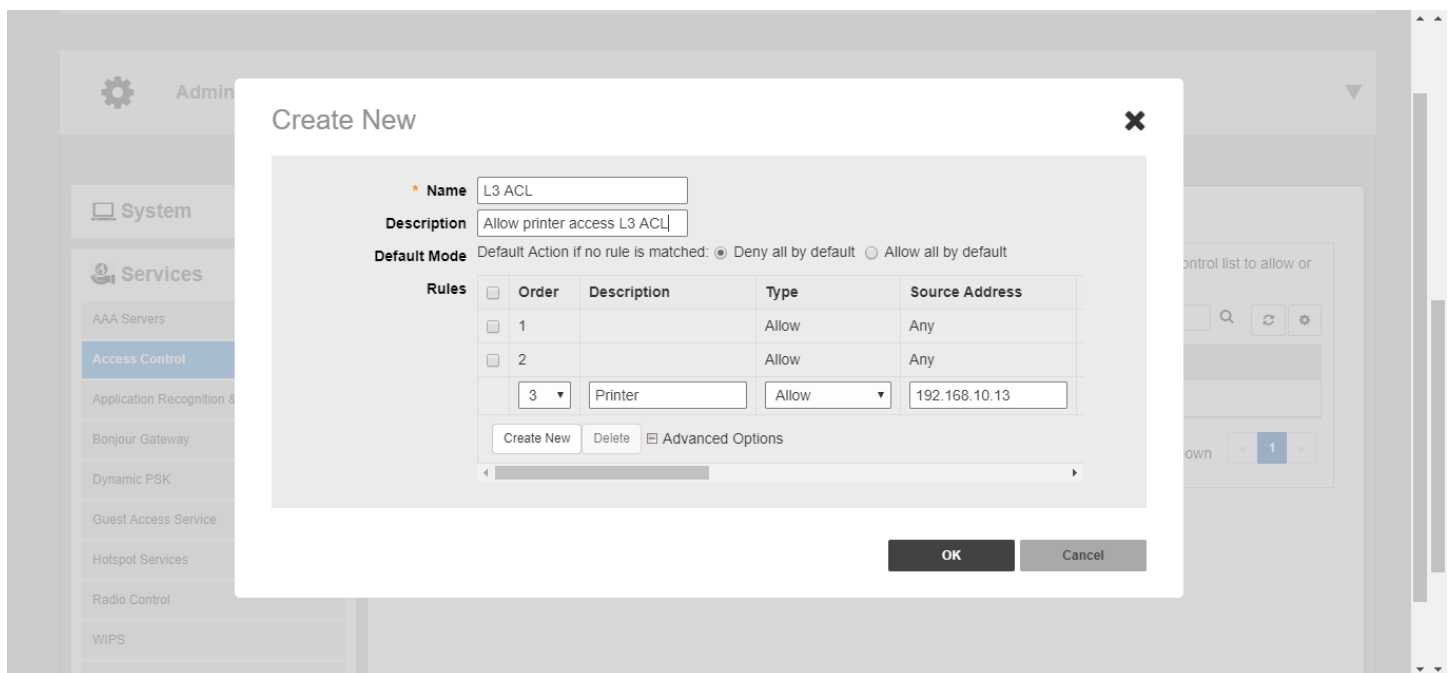 Admin
Create New
* Name L3 ACL
Description Allow printer access L3 ACL
Default Mode Default Action if no rule is matched: Deny all by default Allow all by default
Rules Order Description Type Source Address
1 Allow Any
2 Allow Any
3 Printer Allow 192.168.10.13
Create New Delete Advanced Options
OK Cancel
System
Services
AAA Servers
Access Control
Application Recognition &
Bonjour Gateway
Dynamic PSK
Guest Access Service
Hotspot Services
Radio Control
WIPS
ontrol list to allow or
own « 1 »